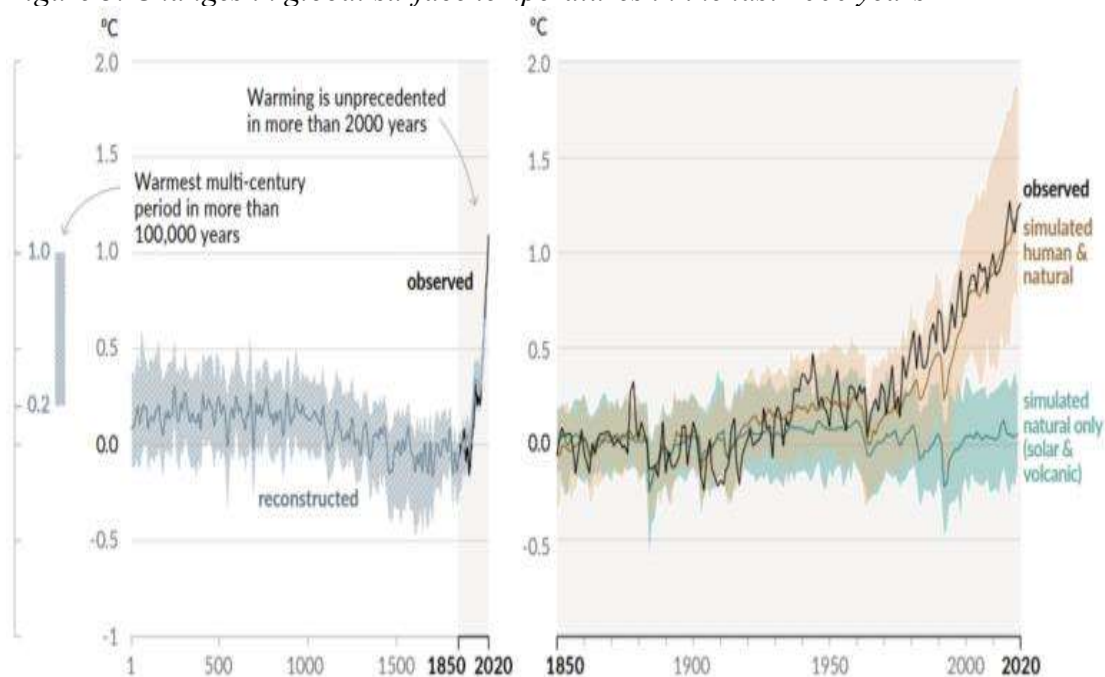 °C
2.0
1.5
1.0
0.5
0.0
-0.5
-1
1.0
0.2
Warming is unprecedented
in more than 2000 years
Warmest multi-century
period in more than
100,000 years
observed
reconstructed
1 500 1000 1500 1850 2020
°C
2.0
1.5
1.0
0.5
0.0
-0.5
observed
simulated
human &
natural
simulated
natural only
(solar &
volcanic)
1850 1900 1950 2000 2020